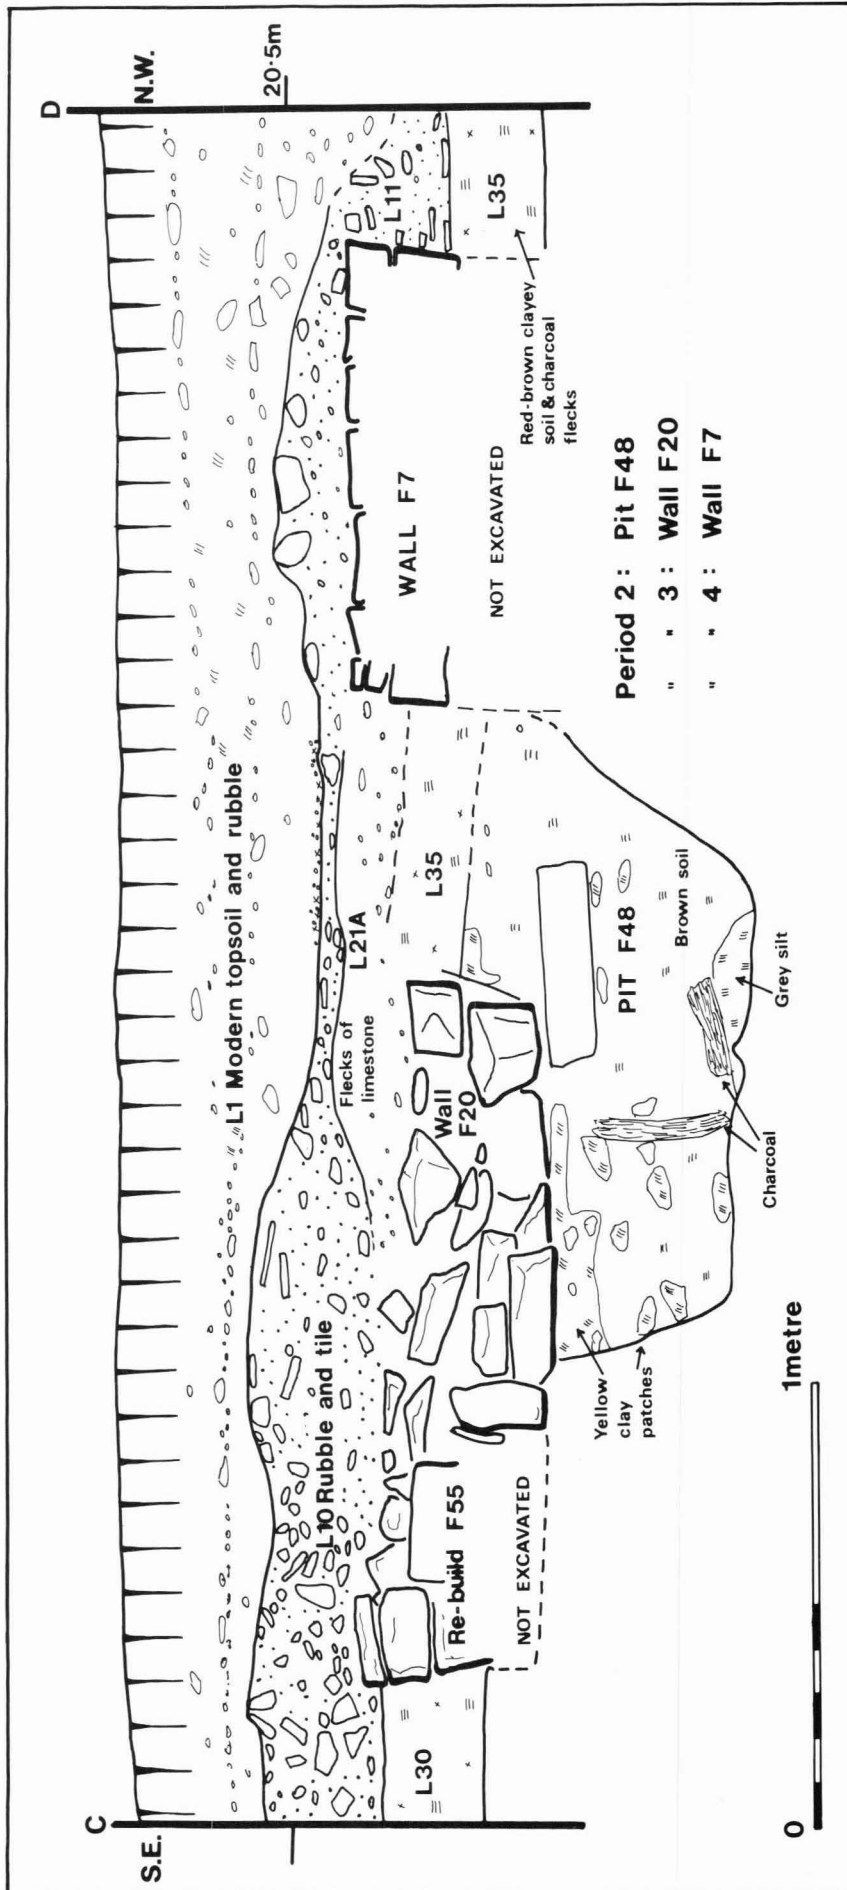 C
D
S.E.
N.W.
20·5m
L1 Modern topsoil and rubble
L10 Rubble and tile
L21A
Flecks of
limestone
L11
L35
L35
L30
Wall
F20
WALL F7
Re-build F55
NOT EXCAVATED
NOT EXCAVATED
Red-brown clayey
soil & charcoal
flecks
PIT F48
Brown soil
Grey silt
Charcoal
Yellow
clay
patches
Period 2 : Pit F48
" " 3 : Wall F20
" " 4 : Wall F7
0
1metre